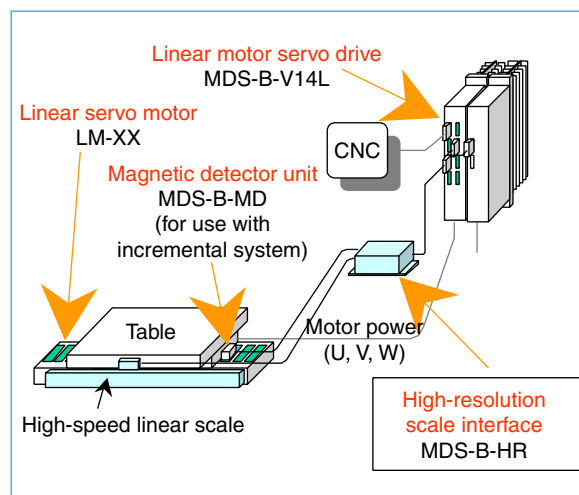 Linear motor servo drive
MDS-B-V14L
Linear servo motor
LM-XX
CNC
Magnetic detector unit
MDS-B-MD
(for use with
incremental system)
Table
Motor power
(U, V, W)
High-speed linear scale
High-resolution
scale interface
MDS-B-HR